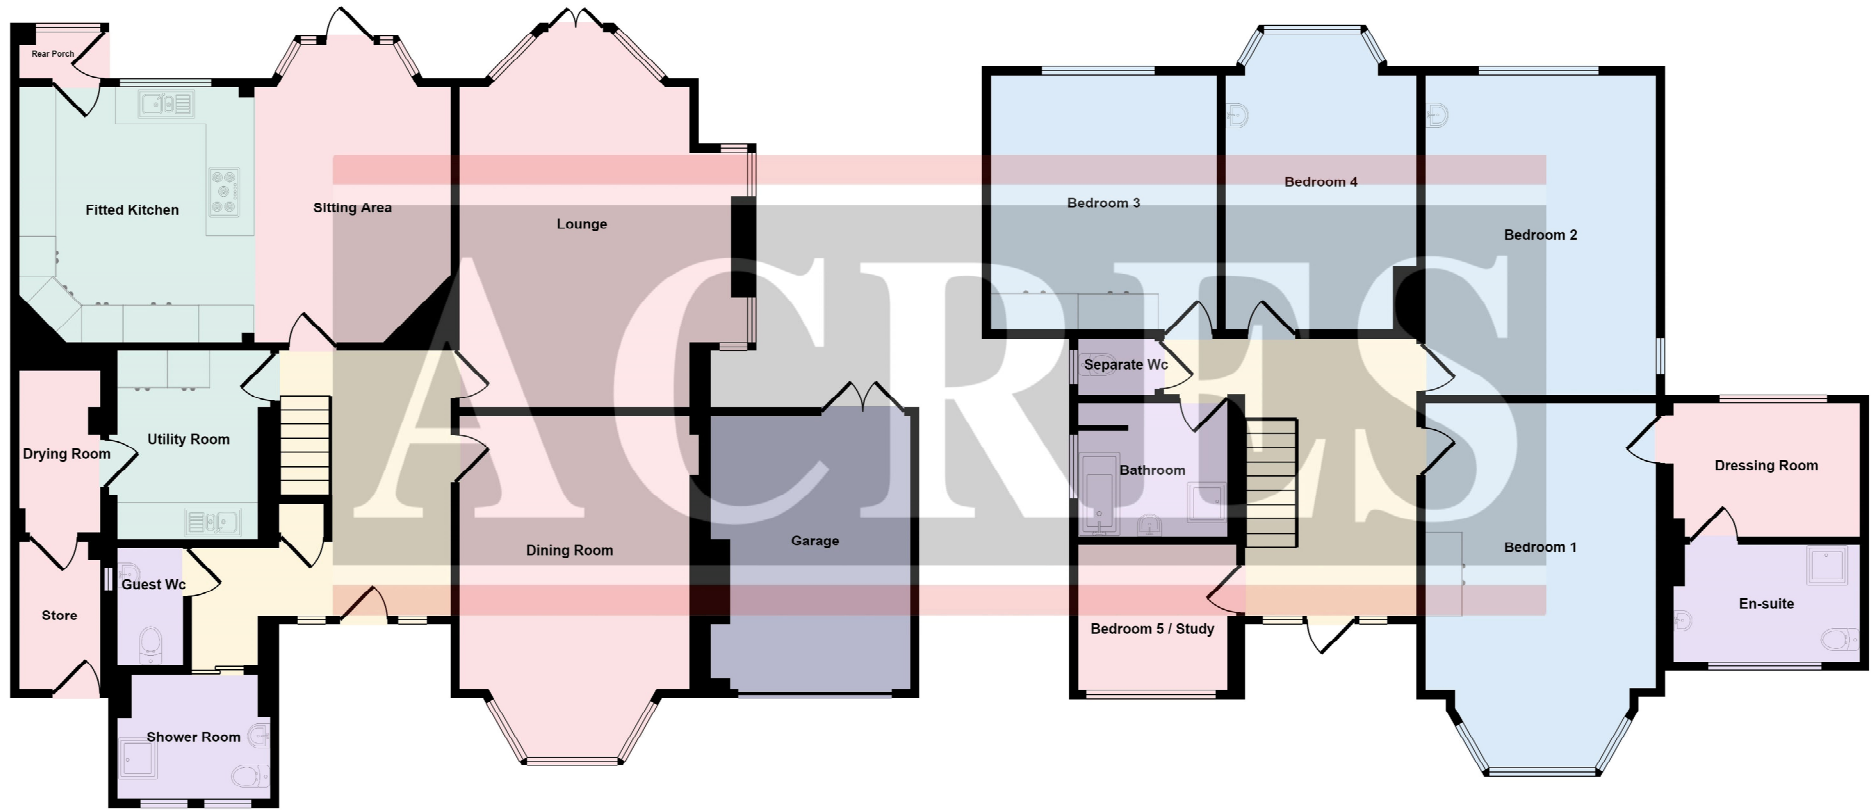 Rear Porch
Fitted Kitchen
Sitting Area
Lounge
Drying Room
Utility Room
Dining Room
Garage
Guest Wc
Store
Shower Room
Bedroom 3
Bedroom 4
Bedroom 2
Separate Wc
Bathroom
Dressing Room
Bedroom 1
Bedroom 5 / Study
En-suite
ACRES